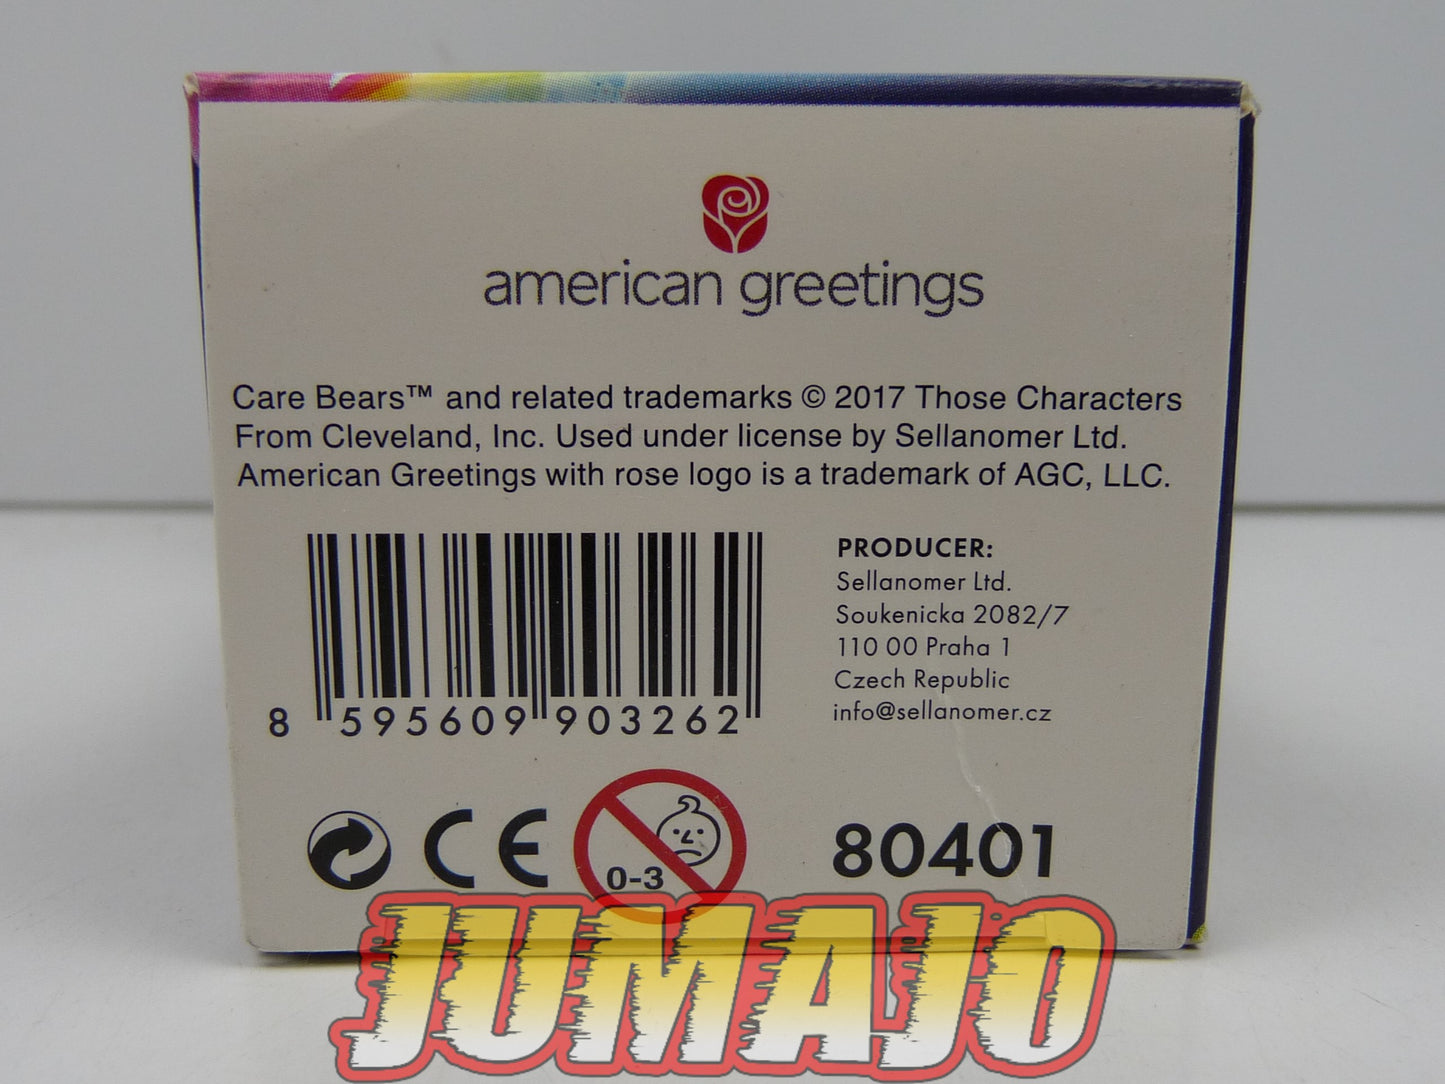 american greetings
Care Bears™ and related trademarks © 2017 Those Characters
From Cleveland, Inc. Used under license by Sellanomer Ltd.
American Greetings with rose logo is a trademark of AGC, LLC.
8 595609 903262
PRODUCER:
Sellanomer Ltd.
Soukenicka 2082/7
110 00 Praha 1
Czech Republic
info@sellanomer.cz
CE
0-3
80401
JUMAJO